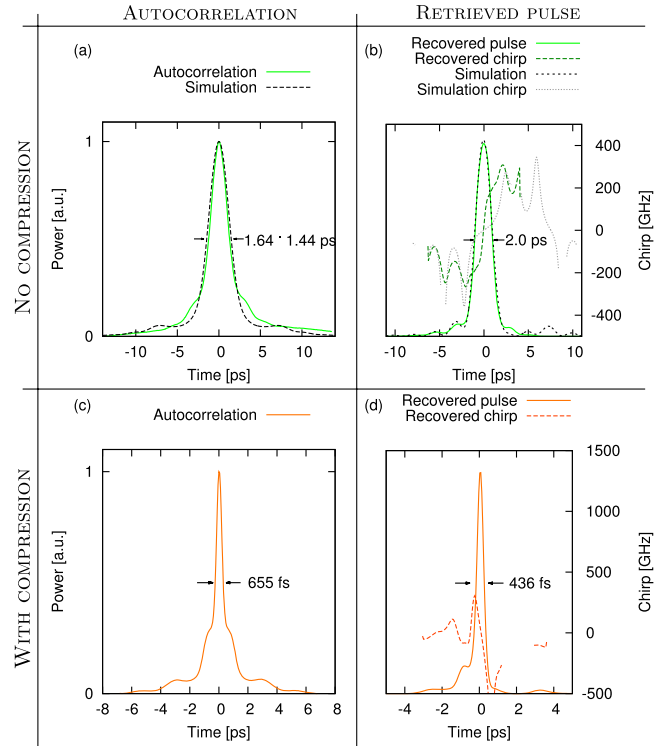 AUTOCORRELATION
RETRIEVED PULSE
NO COMPRESSION
(a)
Autocorrelation
Simulation
Power [a.u.]
1
0
1.64 * 1.44 ps
-10 -5 0 5 10
Time [ps]
(b)
Recovered pulse
Recovered chirp
Simulation
Simulation chirp
2.0 ps
400
200
0
-200
-400
Chirp [GHz]
-10 -5 0 5 10
Time [ps]
WITH COMPRESSION
(c)
Autocorrelation
Power [a.u.]
1
0
655 fs
-8 -6 -4 -2 0 2 4 6 8
Time [ps]
(d)
Recovered pulse
Recovered chirp
436 fs
1500
1000
500
0
-500
Chirp [GHz]
-4 -2 0 2 4
Time [ps]